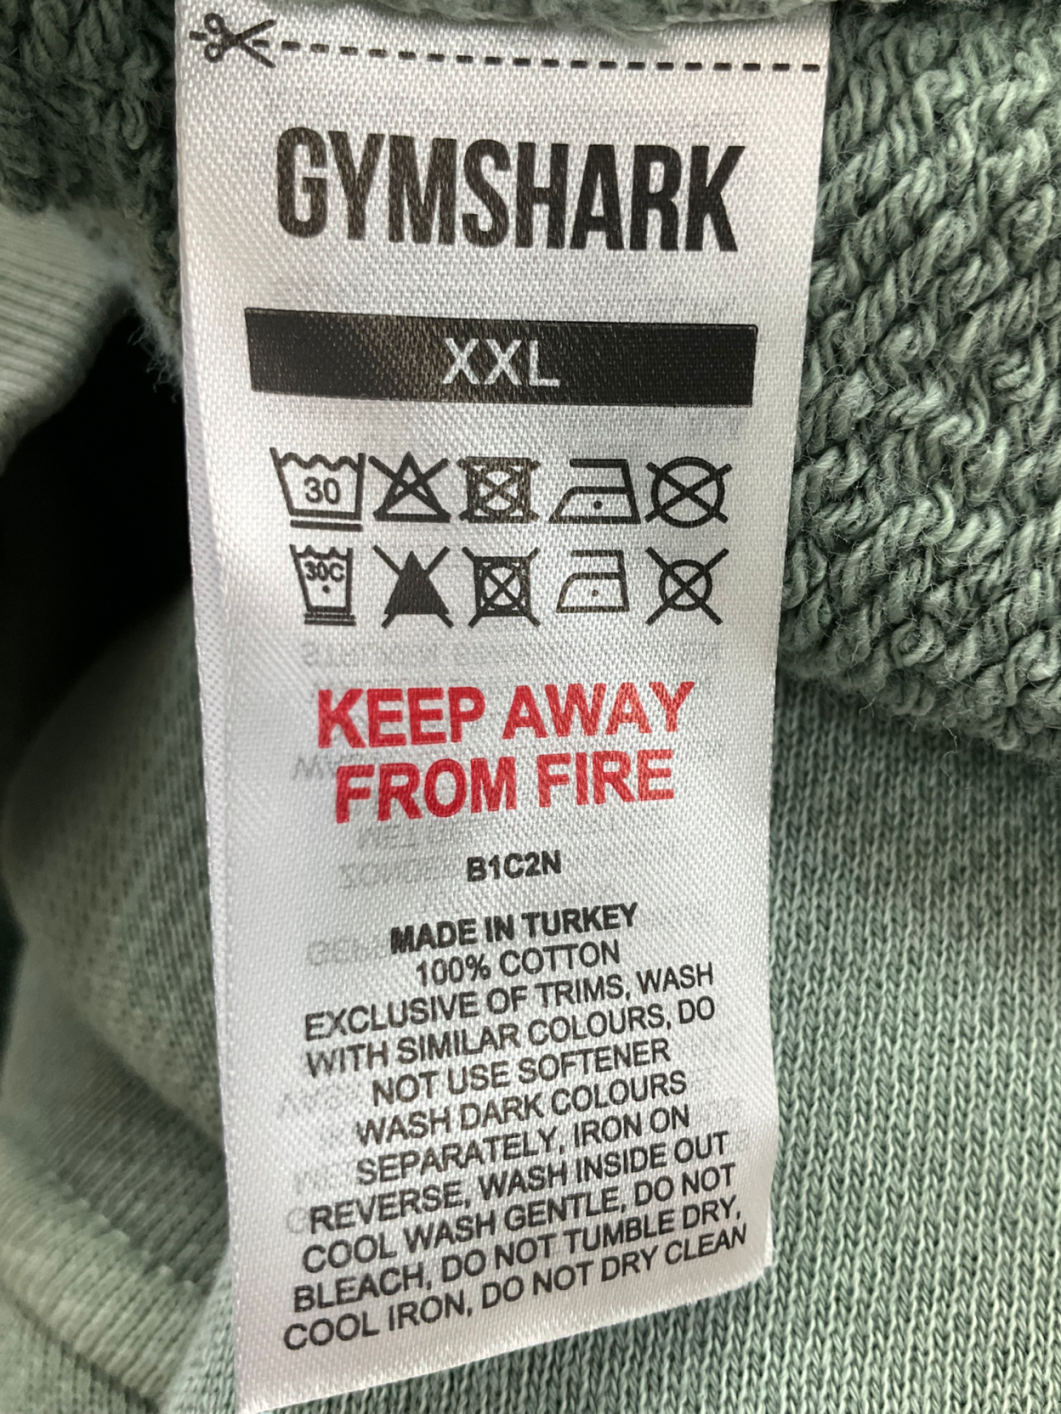 GYMSHARK
XXL
30
30C
KEEP AWAY
FROM FIRE
B1C2N
MADE IN TURKEY
100% COTTON
EXCLUSIVE OF TRIMS, WASH
WITH SIMILAR COLOURS, DO
NOT USE SOFTENER
WASH DARK COLOURS
SEPARATELY, IRON ON
REVERSE, WASH INSIDE OUT
COOL WASH GENTLE, DO NOT
BLEACH, DO NOT TUMBLE DRY,
COOL IRON, DO NOT DRY CLEAN